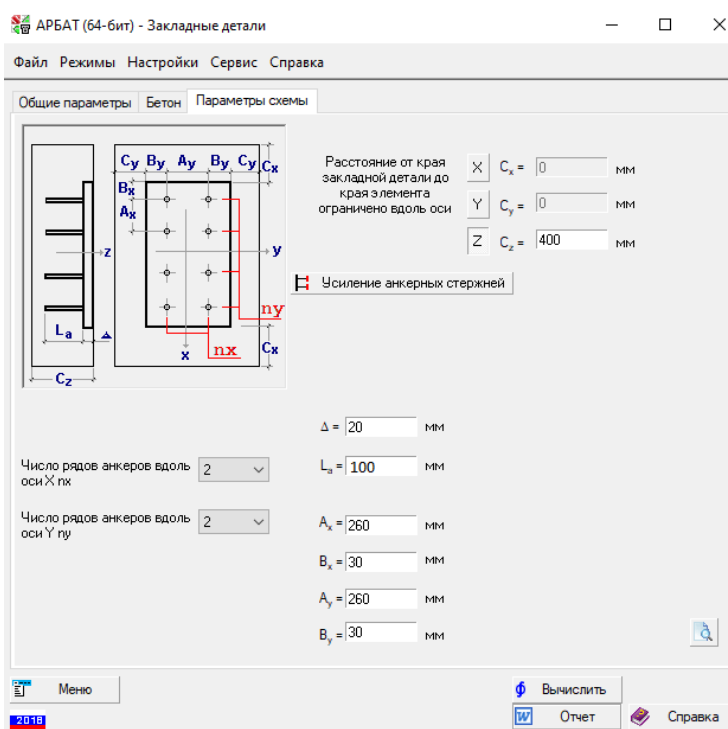 АРБАТ (64-бит) - Закладные детали
Файл Режимы Настройки Сервис Справка
Общие параметры Бетон Параметры схемы
Cy By Ay By Cy Cx
Bx
Ax
z
y
ny
La Δ
x
nx
Cx
Cz
Расстояние от края
закладной детали до
края элемента
ограничено вдоль оси
X Cx = 0 мм
Y Cy = 0 мм
Z Cz = 400 мм
Усиление анкерных стержней
Δ = 20 мм
Число рядов анкеров вдоль
оси X nx
2
La = 100 мм
Число рядов анкеров вдоль
оси Y ny
2
Ax = 260 мм
Bx = 30 мм
Ay = 260 мм
By = 30 мм
Меню
Вычислить
2018
Отчет
Справка